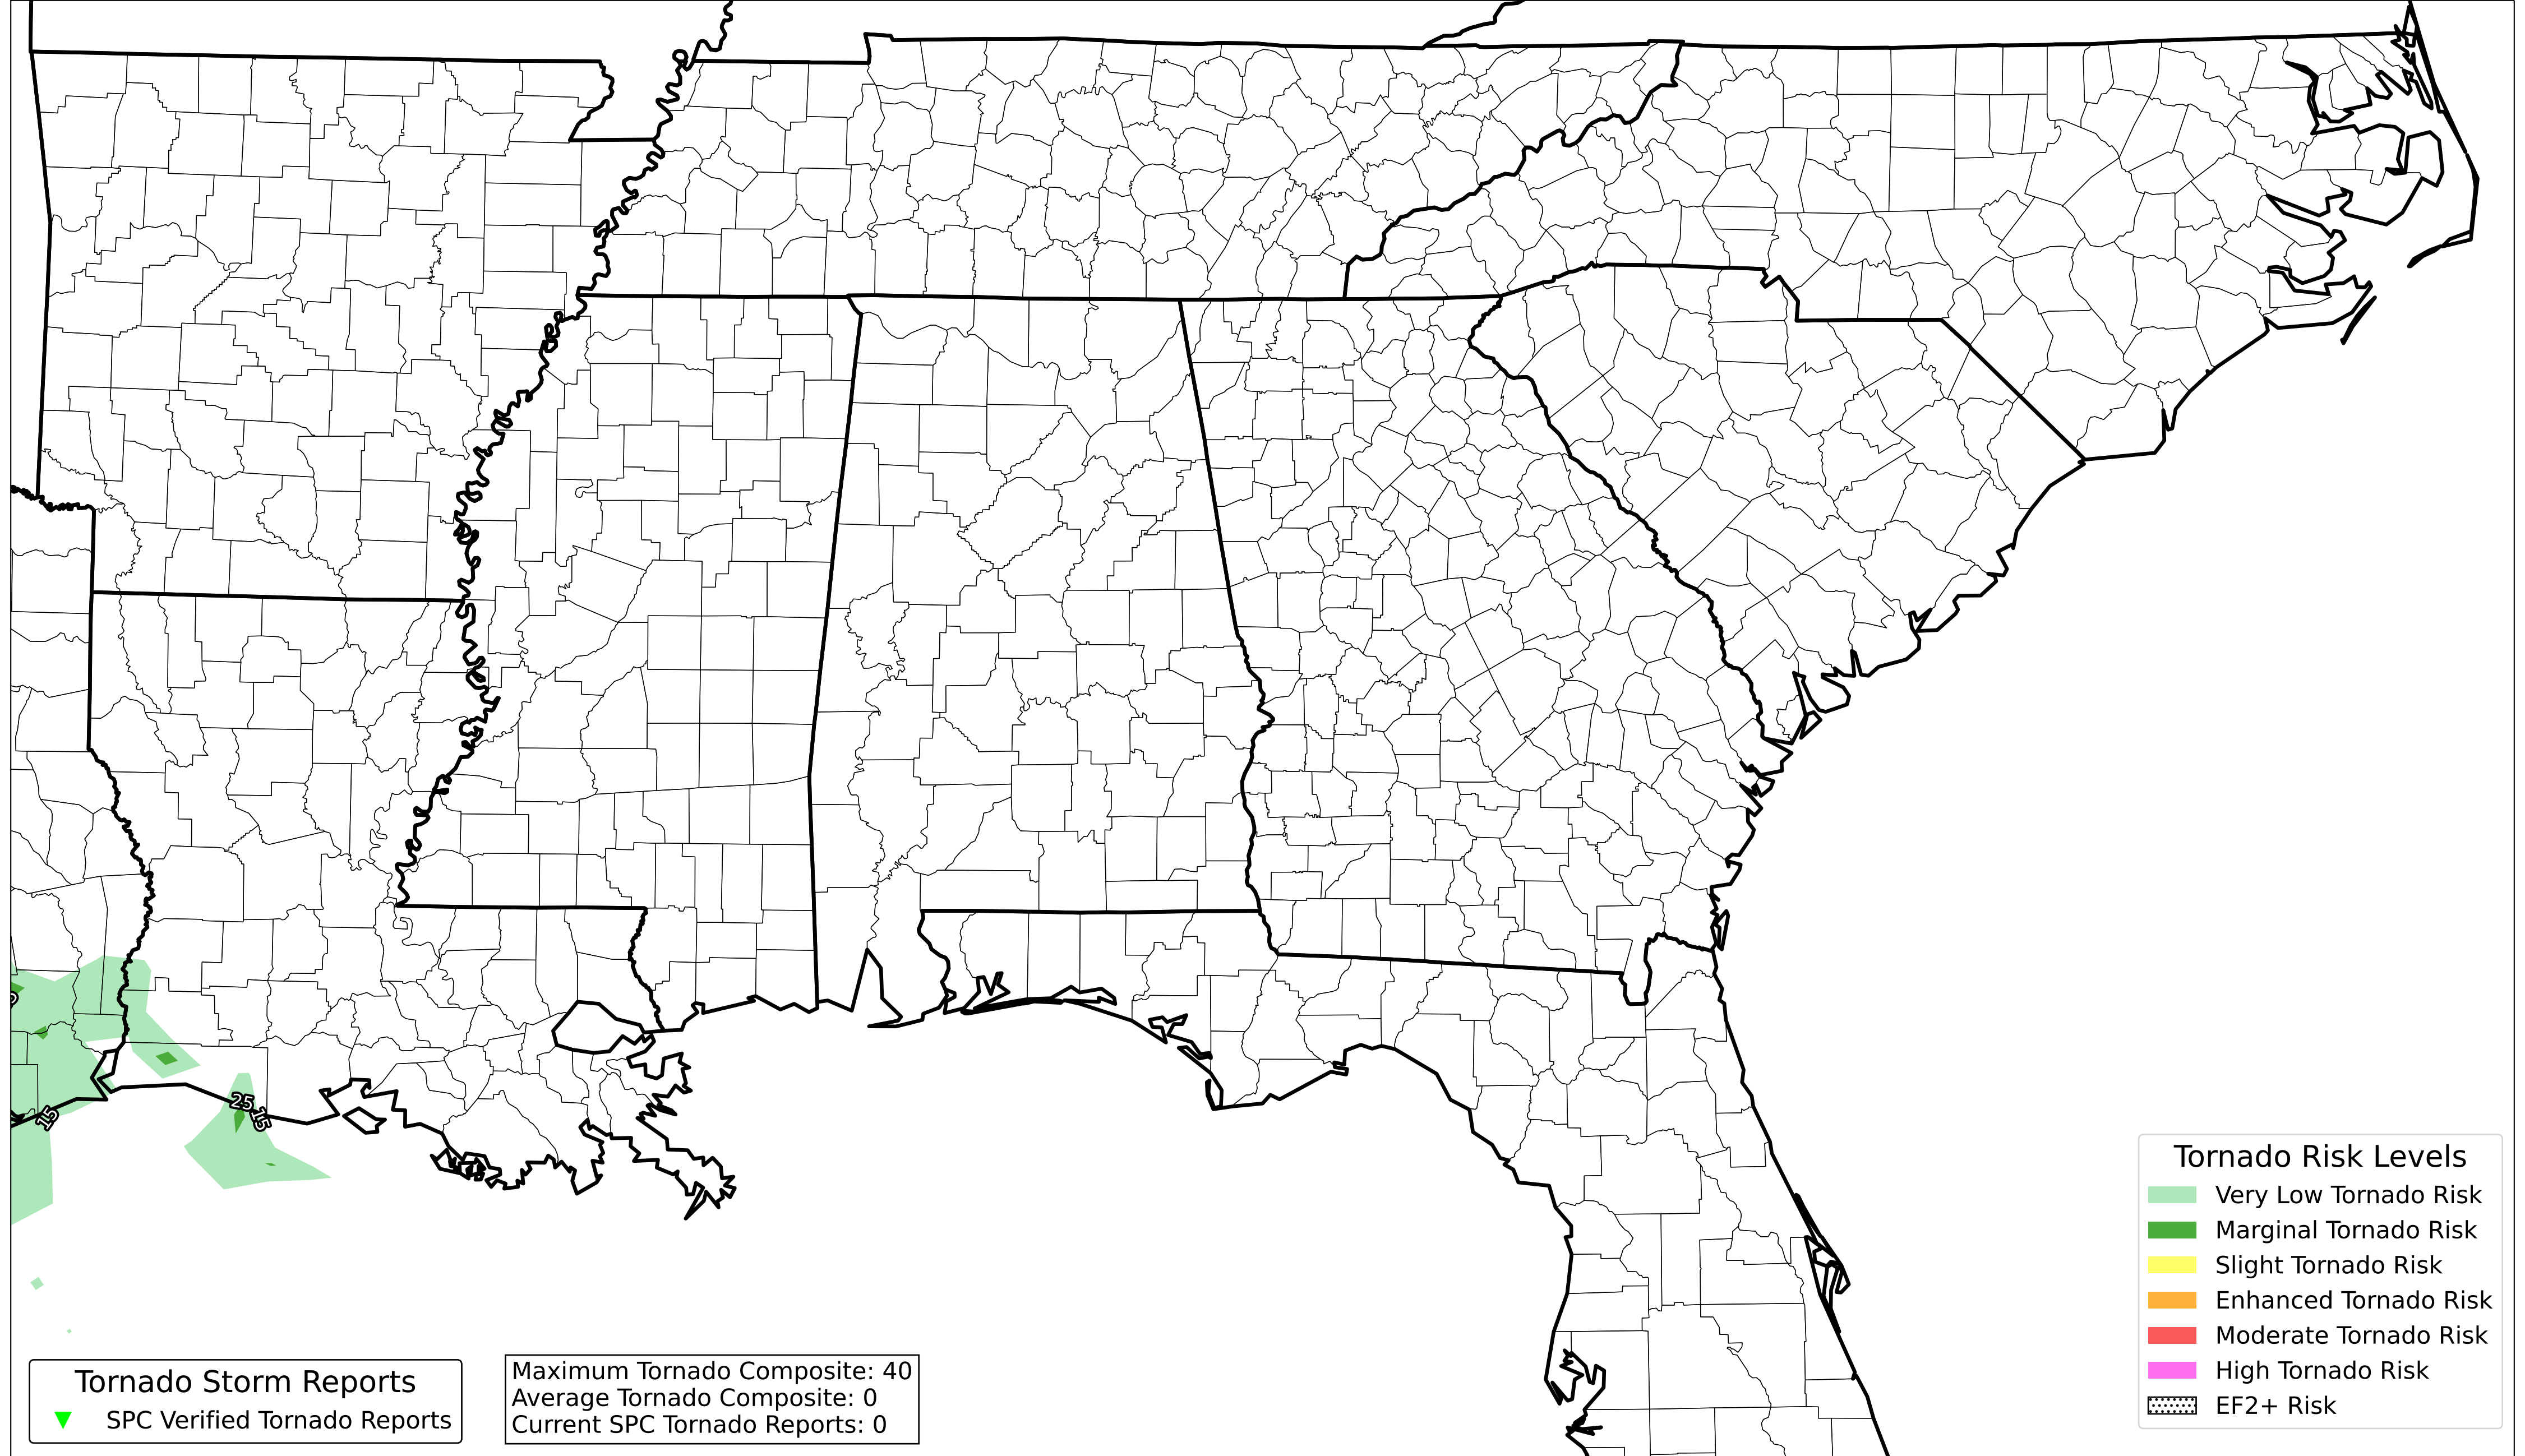 15
25
15
Tornado Storm Reports
SPC Verified Tornado Reports
Maximum Tornado Composite: 40
Average Tornado Composite: 0
Current SPC Tornado Reports: 0
Tornado Risk Levels
Very Low Tornado Risk
Marginal Tornado Risk
Slight Tornado Risk
Enhanced Tornado Risk
Moderate Tornado Risk
High Tornado Risk
EF2+ Risk